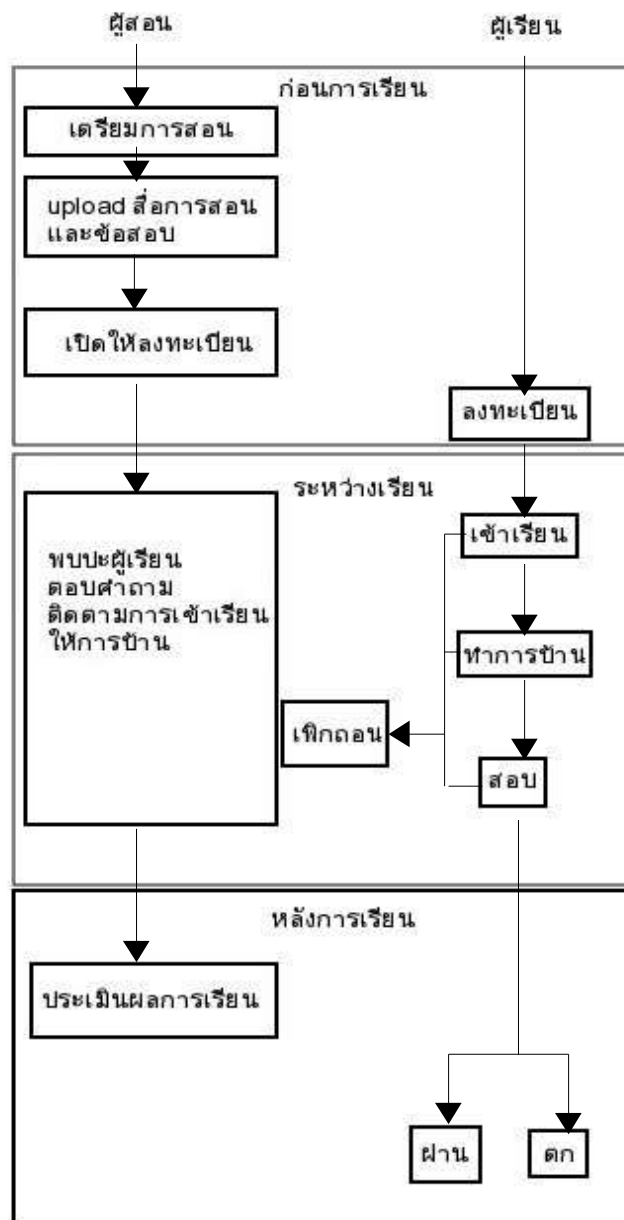 ผู้สอน
ผู้เรียน
ก่อนการเรียน
เตรียมการสอน
upload สื่อการสอน
และข้อสอบ
เปิดให้ลงทะเบียน
ลงทะเบียน
ระหว่างเรียน
เข้าเรียน
พบปะผู้เรียน
ตอบคำถาม
ติดตามการเข้าเรียน
ให้การบ้าน
ทำการบ้าน
เพิกถอน
สอบ
หลังการเรียน
ประเมินผลการเรียน
ผ่าน
ตก